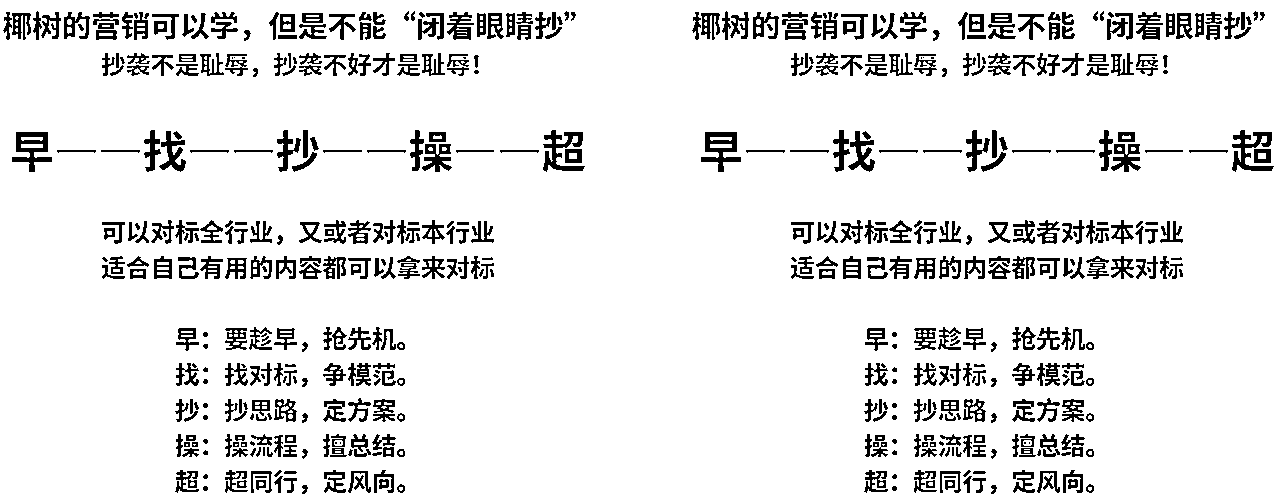 椰树的营销可以学，但是不能“闭着眼睛抄”
抄袭不是耻辱，抄袭不好才是耻辱！
早——找——抄——操——超
可以对标全行业，又或者对标本行业
适合自己有用的内容都可以拿来对标
早：要趁早，抢先机。
找：找对标，争模范。
抄：抄思路，定方案。
操：操流程，擅总结。
超：超同行，定风向。
椰树的营销可以学，但是不能“闭着眼睛抄”
抄袭不是耻辱，抄袭不好才是耻辱！
早——找——抄——操——超
可以对标全行业，又或者对标本行业
适合自己有用的内容都可以拿来对标
早：要趁早，抢先机。
找：找对标，争模范。
抄：抄思路，定方案。
操：操流程，擅总结。
超：超同行，定风向。